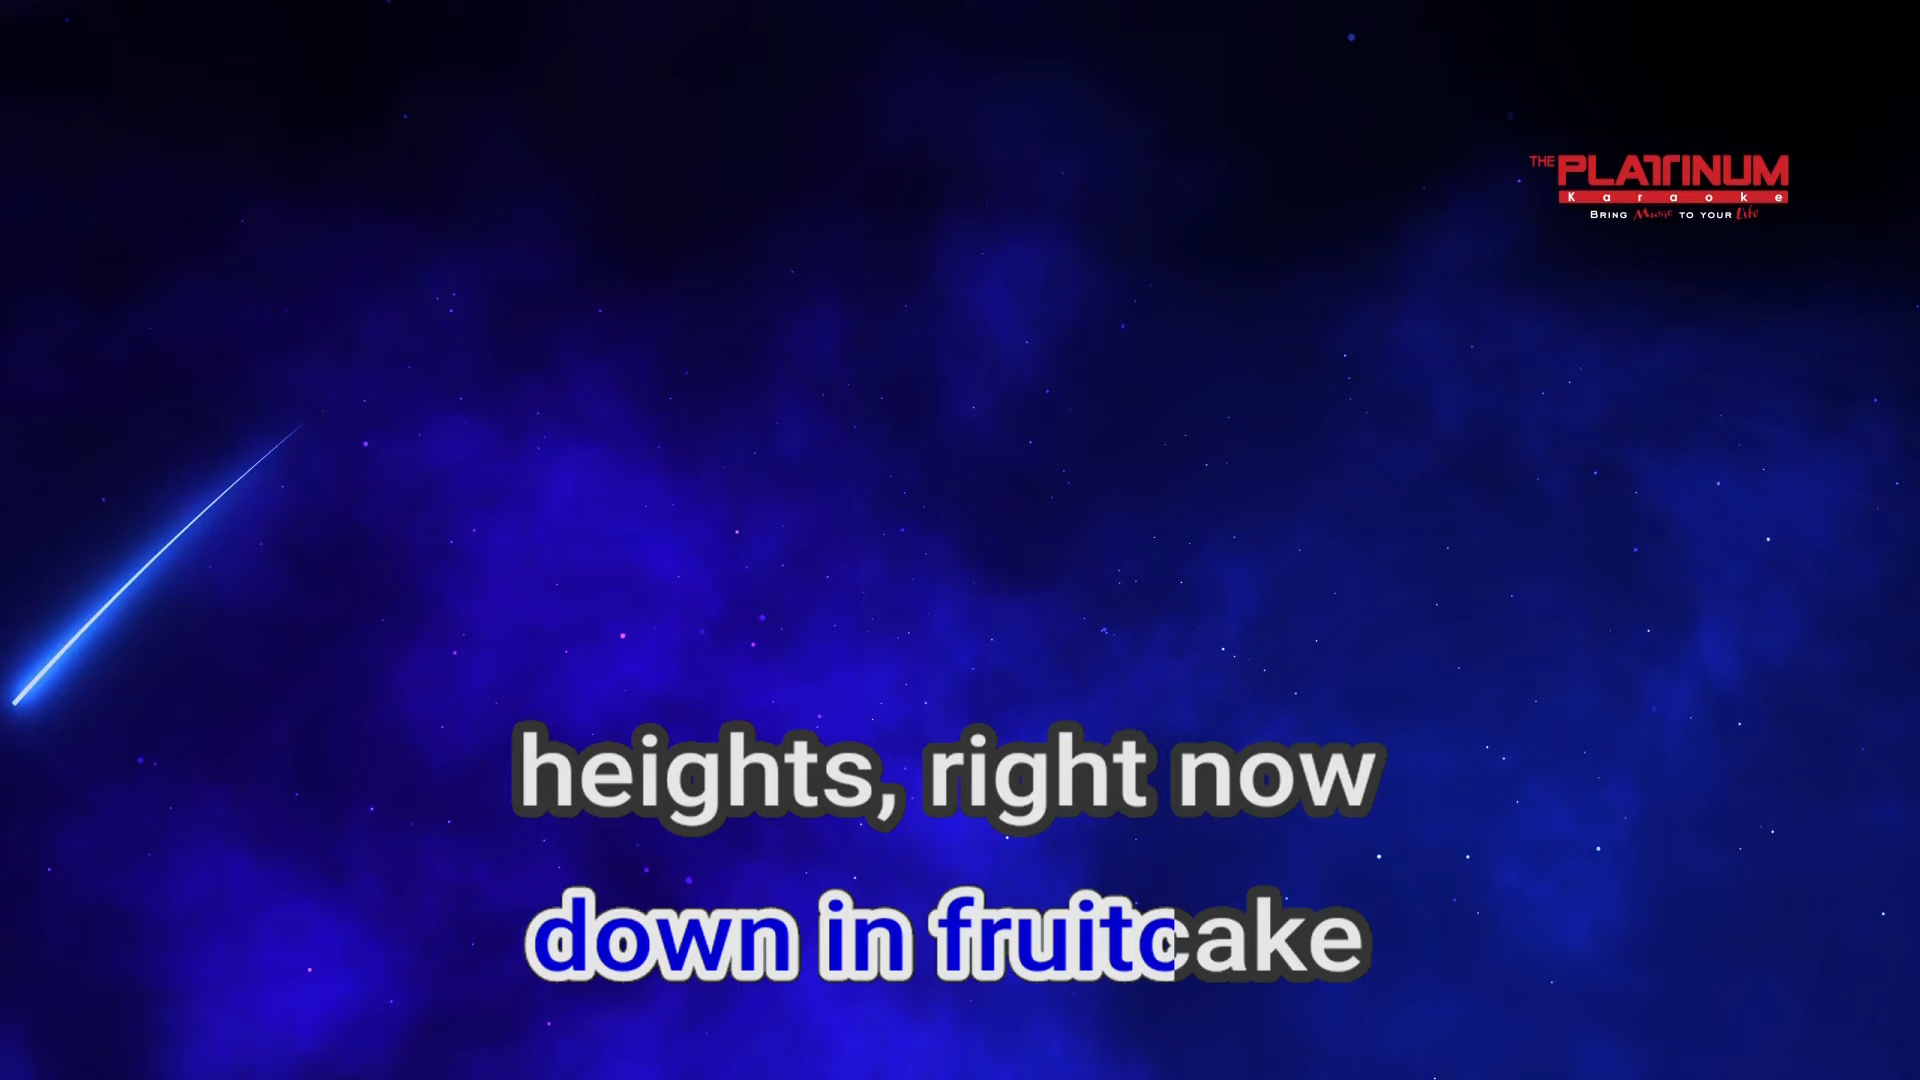 THE PLATINUM
Karaoke
BRING Music TO YOUR Life
heights, right now
down in fruitcake